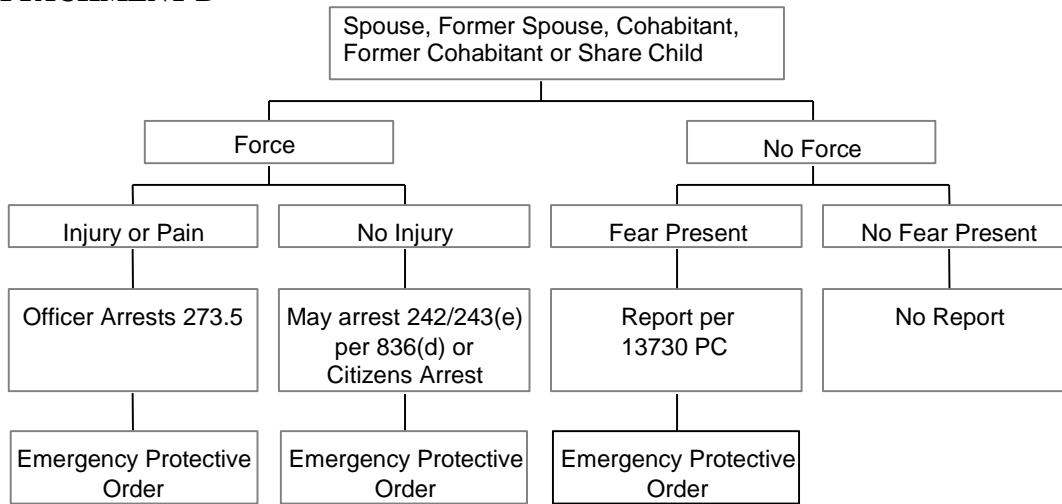 Spouse, Former Spouse, Cohabitant,
Former Cohabitant or Share Child
Force
No Force
Injury or Pain
No Injury
Fear Present
No Fear Present
Officer Arrests 273.5
May arrest 242/243(e)
per 836(d) or
Citizens Arrest
Report per
13730 PC
No Report
Emergency Protective
Order
Emergency Protective
Order
Emergency Protective
Order